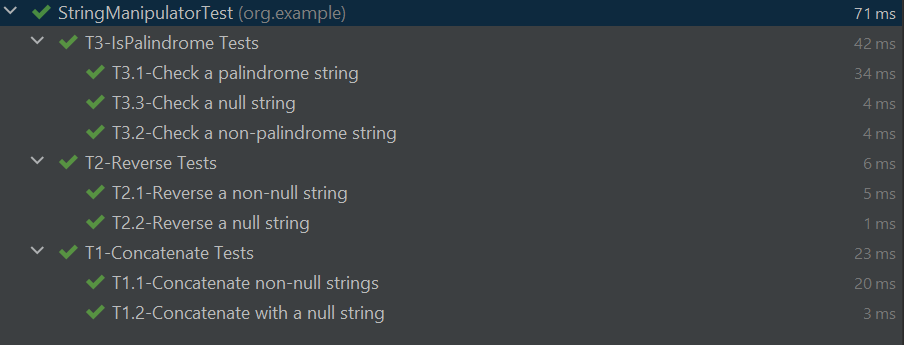 StringManipulatorTest (org.example) 71 ms
T3-IsPalindrome Tests 42 ms
T3.1-Check a palindrome string 34 ms
T3.3-Check a null string 4 ms
T3.2-Check a non-palindrome string 4 ms
T2-Reverse Tests 6 ms
T2.1-Reverse a non-null string 5 ms
T2.2-Reverse a null string 1 ms
T1-Concatenate Tests 23 ms
T1.1-Concatenate non-null strings 20 ms
T1.2-Concatenate with a null string 3 ms